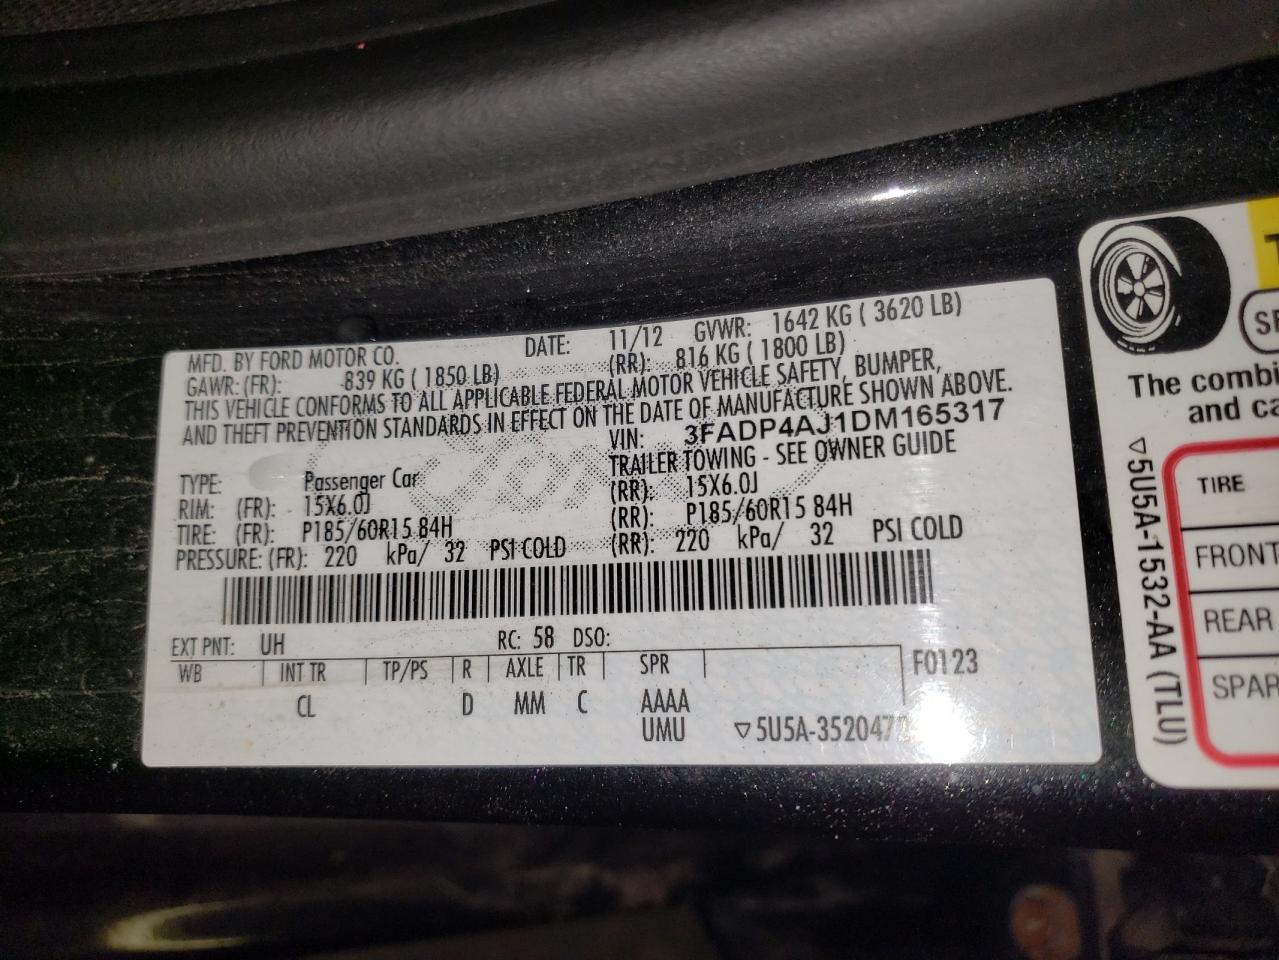 MFD. BY FORD MOTOR CO. DATE: 11/12 GVWR: 1642 KG ( 3620 LB)
GAWR: (FR): 839 KG ( 1850 LB) (RR): 816 KG ( 1800 LB)
THIS VEHICLE CONFORMS TO ALL APPLICABLE FEDERAL MOTOR VEHICLE SAFETY, BUMPER,
AND THEFT PREVENTION STANDARDS IN EFFECT ON THE DATE OF MANUFACTURE SHOWN ABOVE.
VIN: 3FADP4AJ1DM165317
TYPE: Passenger Car TRAILER TOWING - SEE OWNER GUIDE
RIM: (FR): 15X6.0J (RR): 15X6.0J
TIRE: (FR): P185/60R15 84H (RR): P185/60R15 84H
PRESSURE: (FR): 220 kPa/ 32 PSI COLD (RR): 220 kPa/ 32 PSI COLD
EXT PNT: UH RC: 58 DSO:
WB INT TR TP/PS R AXLE TR SPR F0123
CL D MM C AAAA
UMU ▽5U5A-352047
The combi
and ca
▽5U5A-1532-AA (TLU)
TIRE
FRONT
REAR
SPAR